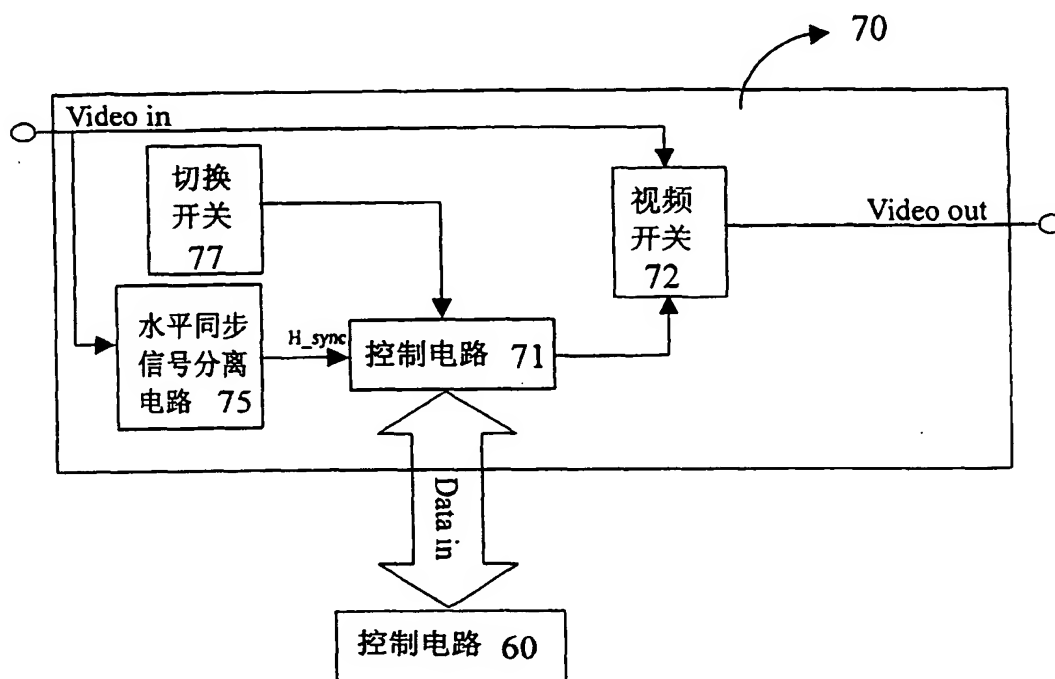 70
Video in
切换
开关
77
视频
开关
72
Video out
水平同步
信号分离
电路 75
H_sync
控制电路 71
Data in
控制电路 60